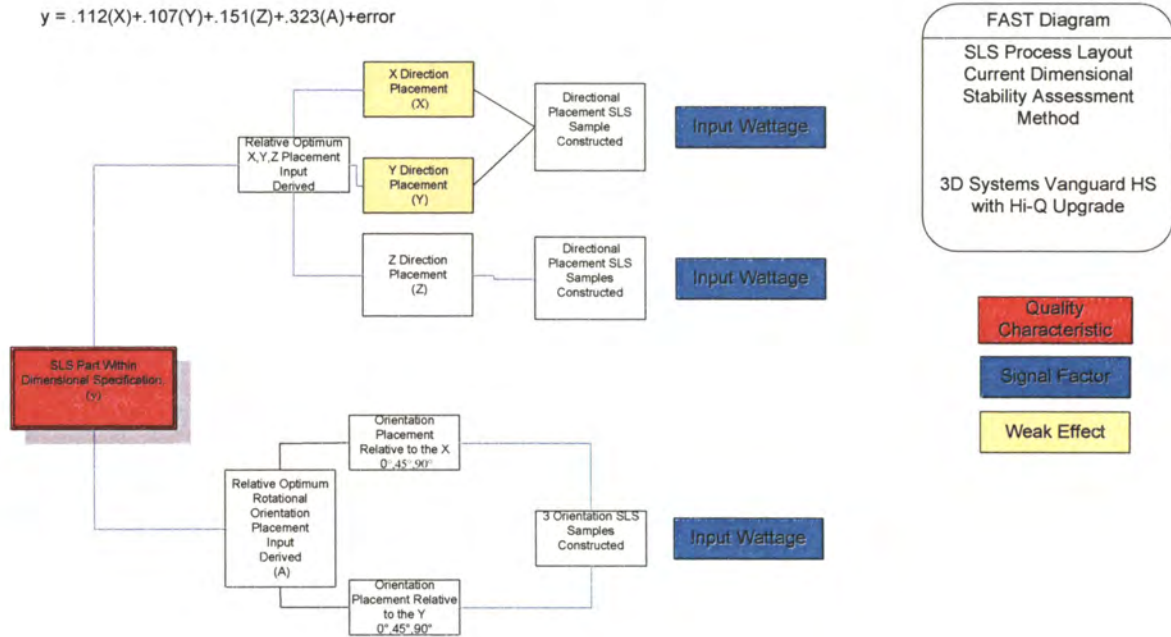 y = .112(X)+.107(Y)+.151(Z)+.323(A)+error
FAST Diagram
SLS Process Layout
Current Dimensional
Stability Assessment
Method
3D Systems Vanguard HS
with Hi-Q Upgrade
X Direction
Placement
(X)
Directional
Placement SLS
Sample
Constructed
Input Wattage
Relative Optimum
X,Y,Z Placement
Input
Derived
Y Direction
Placement
(Y)
Z Direction
Placement
(Z)
Directional
Placement SLS
Samples
Constructed
Input Wattage
Quality
Characteristic
Signal Factor
Weak Effect
SLS Part Within
Dimensional Specification
(y)
Orientation
Placement
Relative to the X
0°,45°,90°
Relative Optimum
Rotational
Orientation
Placement
Input
Derived
(A)
3 Orientation SLS
Samples
Constructed
Input Wattage
Orientation
Placement Relative
to the Y
0°,45°,90°